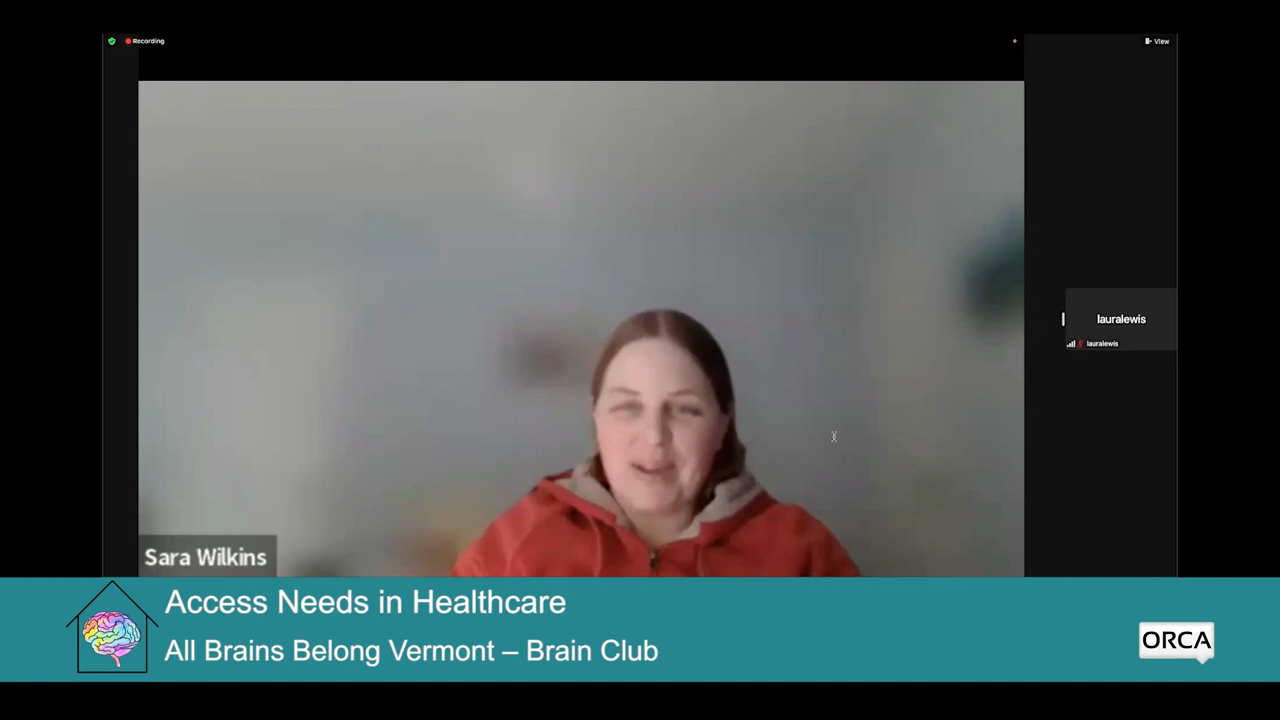 Recording
View
lauralewis
lauralewis
Sara Wilkins
Access Needs in Healthcare
All Brains Belong Vermont – Brain Club
ORCA